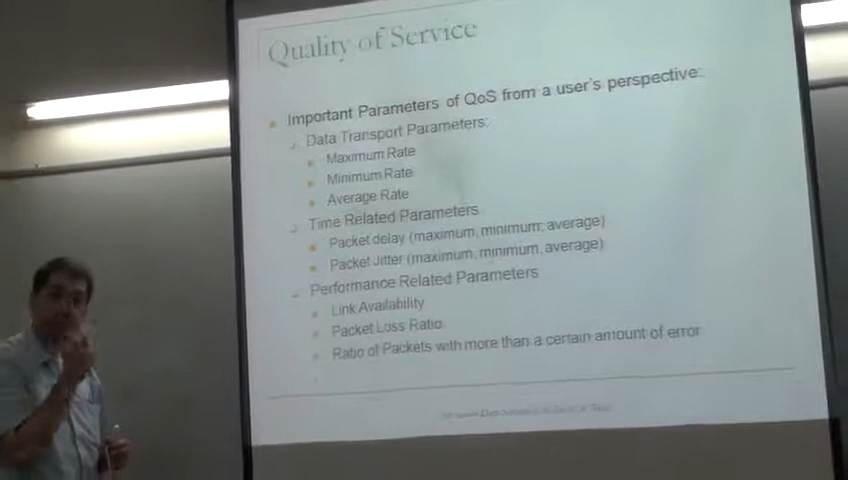 Quality of Service
Important Parameters of QoS from a user's perspective:
Data Transport Parameters:
Maximum Rate
Minimum Rate
Average Rate
Time Related Parameters
Packet delay (maximum, minimum, average)
Packet Jitter (maximum, minimum, average)
Performance Related Parameters
Link Availability
Packet Loss Ratio
Ratio of Packets with more than a certain amount of error